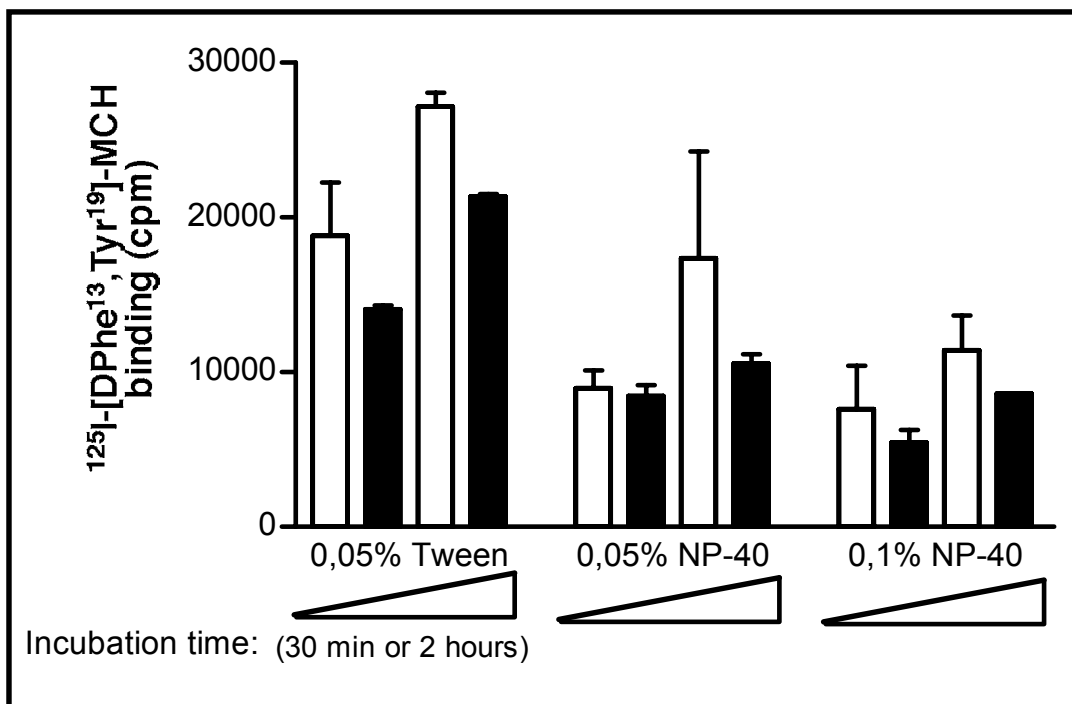 ¹²⁵I-[DPhe¹³,Tyr¹⁹]-MCH
binding (cpm)
30000
20000
10000
0
0,05% Tween
0,05% NP-40
0,1% NP-40
Incubation time: (30 min or 2 hours)